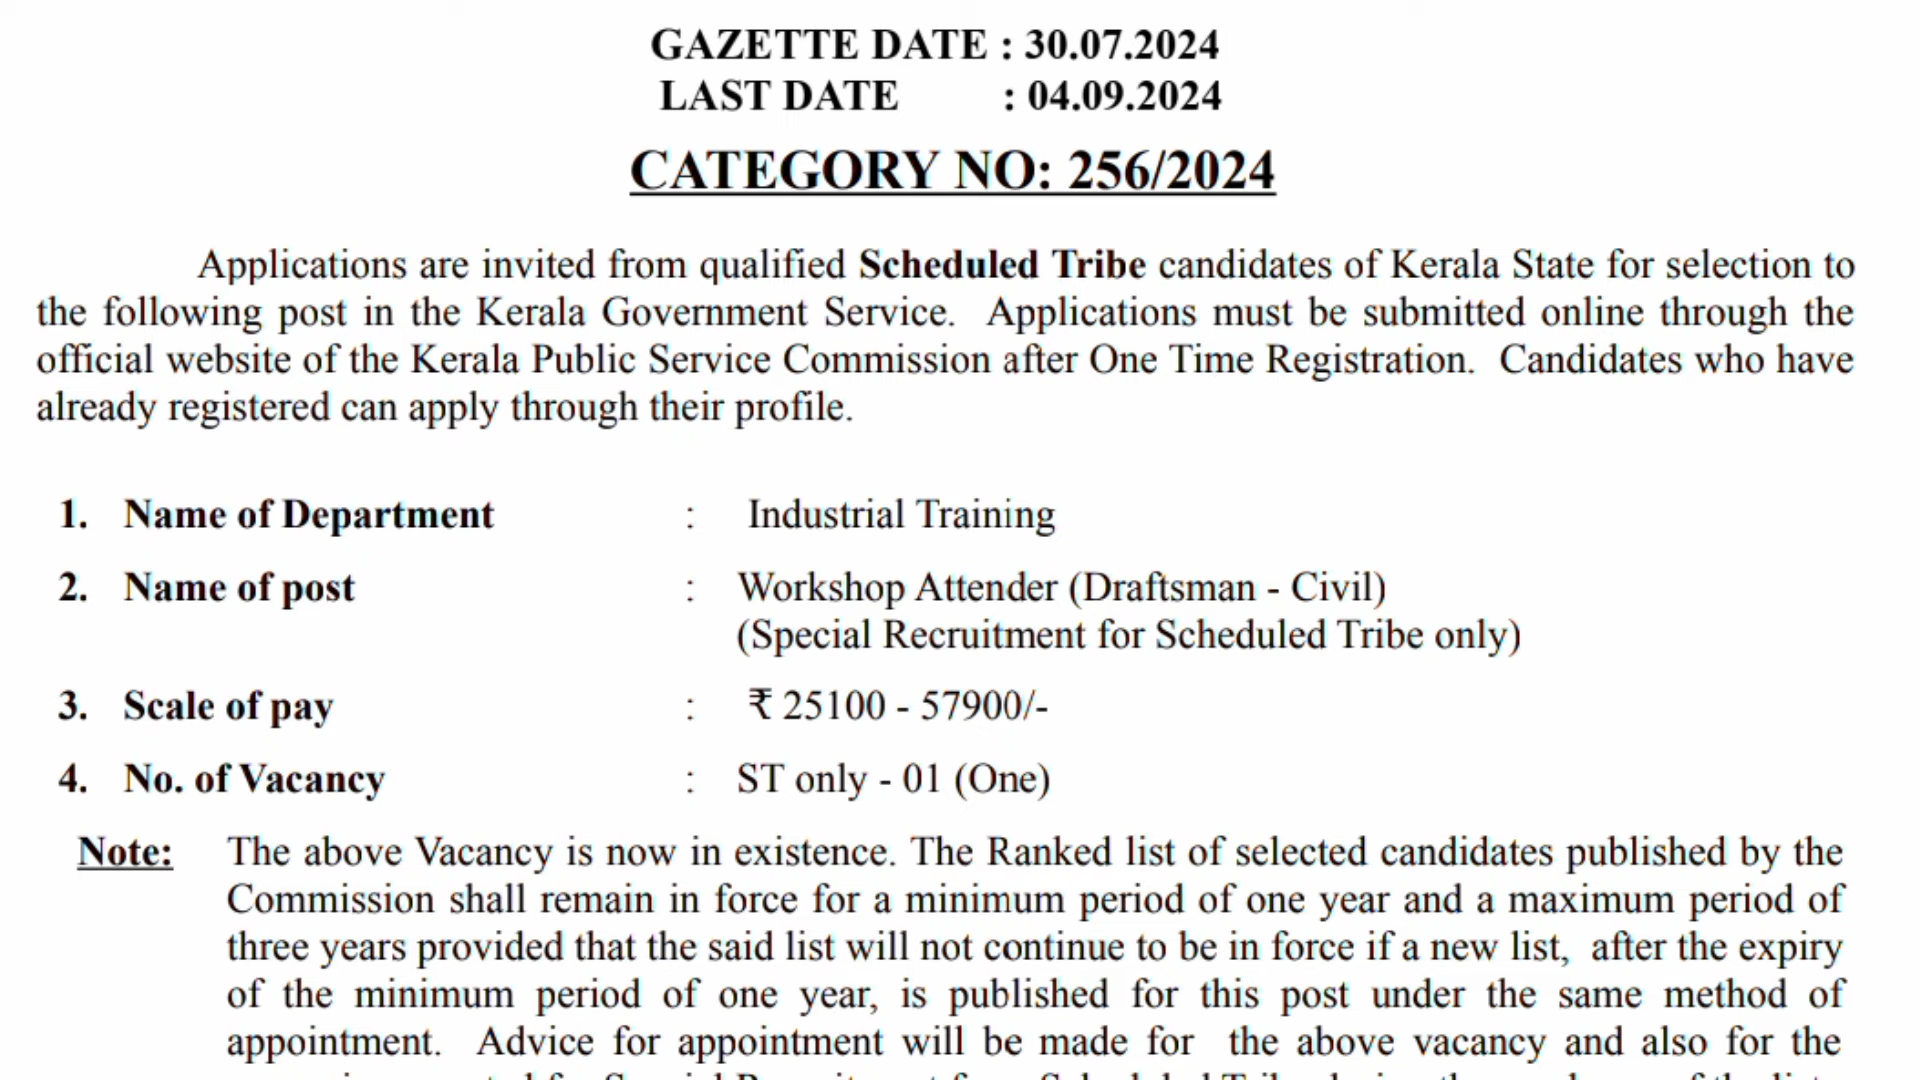 GAZETTE DATE : 30.07.2024
LAST DATE : 04.09.2024
CATEGORY NO: 256/2024
Applications are invited from qualified Scheduled Tribe candidates of Kerala State for selection to
the following post in the Kerala Government Service. Applications must be submitted online through the
official website of the Kerala Public Service Commission after One Time Registration. Candidates who have
already registered can apply through their profile.
1. Name of Department : Industrial Training
2. Name of post : Workshop Attender (Draftsman - Civil)
(Special Recruitment for Scheduled Tribe only)
3. Scale of pay : ₹ 25100 - 57900/-
4. No. of Vacancy : ST only - 01 (One)
Note: The above Vacancy is now in existence. The Ranked list of selected candidates published by the
Commission shall remain in force for a minimum period of one year and a maximum period of
three years provided that the said list will not continue to be in force if a new list, after the expiry
of the minimum period of one year, is published for this post under the same method of
appointment. Advice for appointment will be made for the above vacancy and also for the